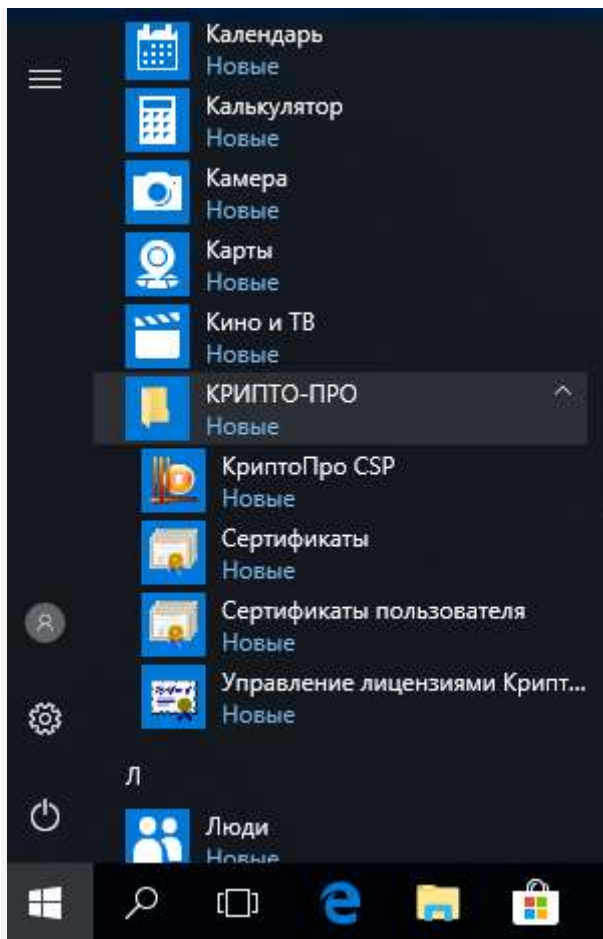 Календарь
Новые
Калькулятор
Новые
Камера
Новые
Карты
Новые
Кино и ТВ
Новые
КРИПТО-ПРО
Новые
КриптоПро CSP
Новые
Сертификаты
Новые
Сертификаты пользователя
Новые
Управление лицензиями Крипт...
Новые
Л
Люди
Новые